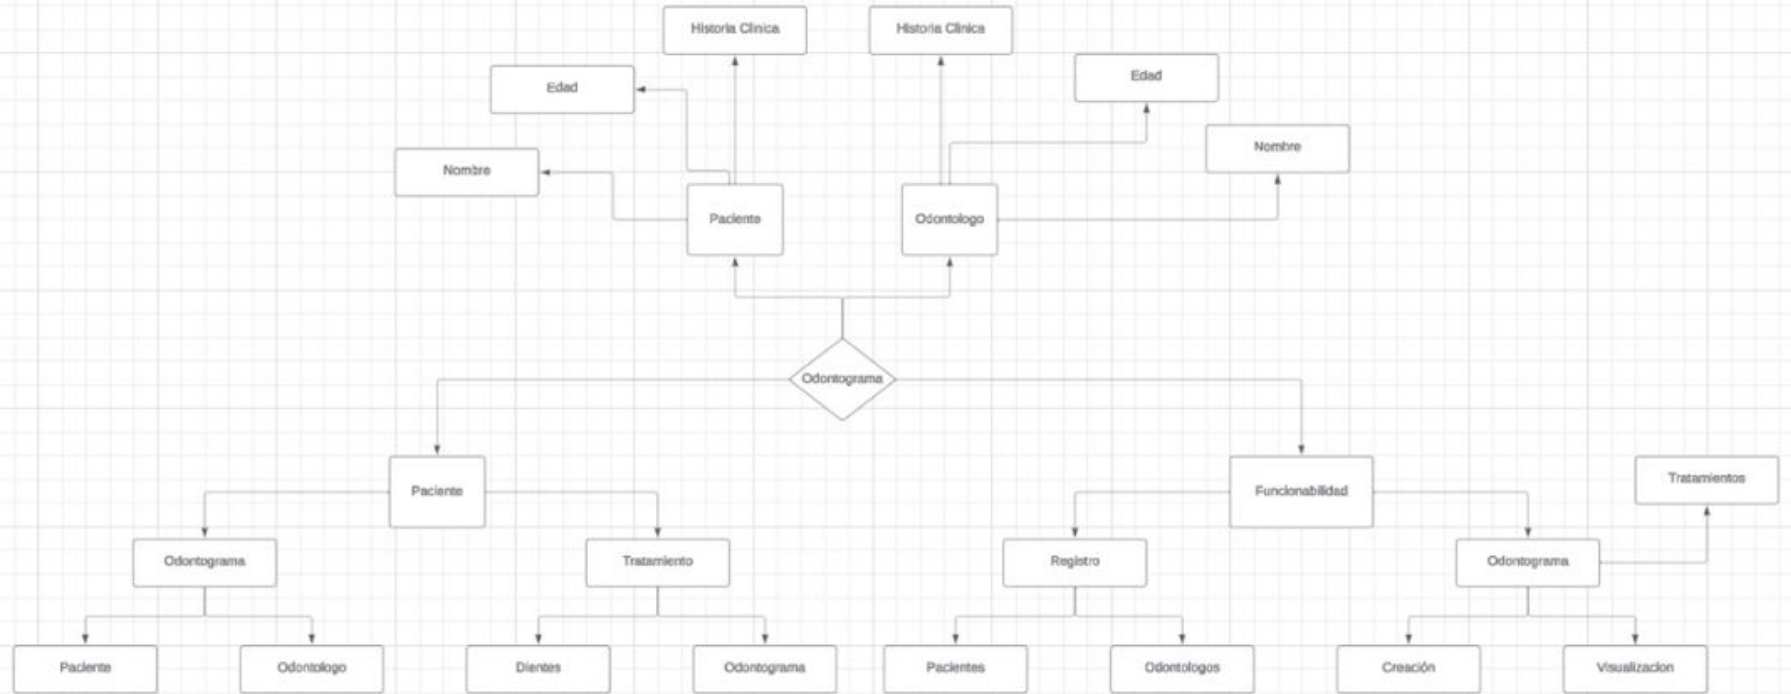 Historia Clinica
Historia Clinica
Edad
Edad
Nombre
Nombre
Paciente
Odontologo
Odontograma
Paciente
Funcionabilidad
Tratamientos
Odontograma
Tratamiento
Registro
Odontograma
Paciente
Odontologo
Dientes
Odontograma
Pacientes
Odontologos
Creación
Visualizacion